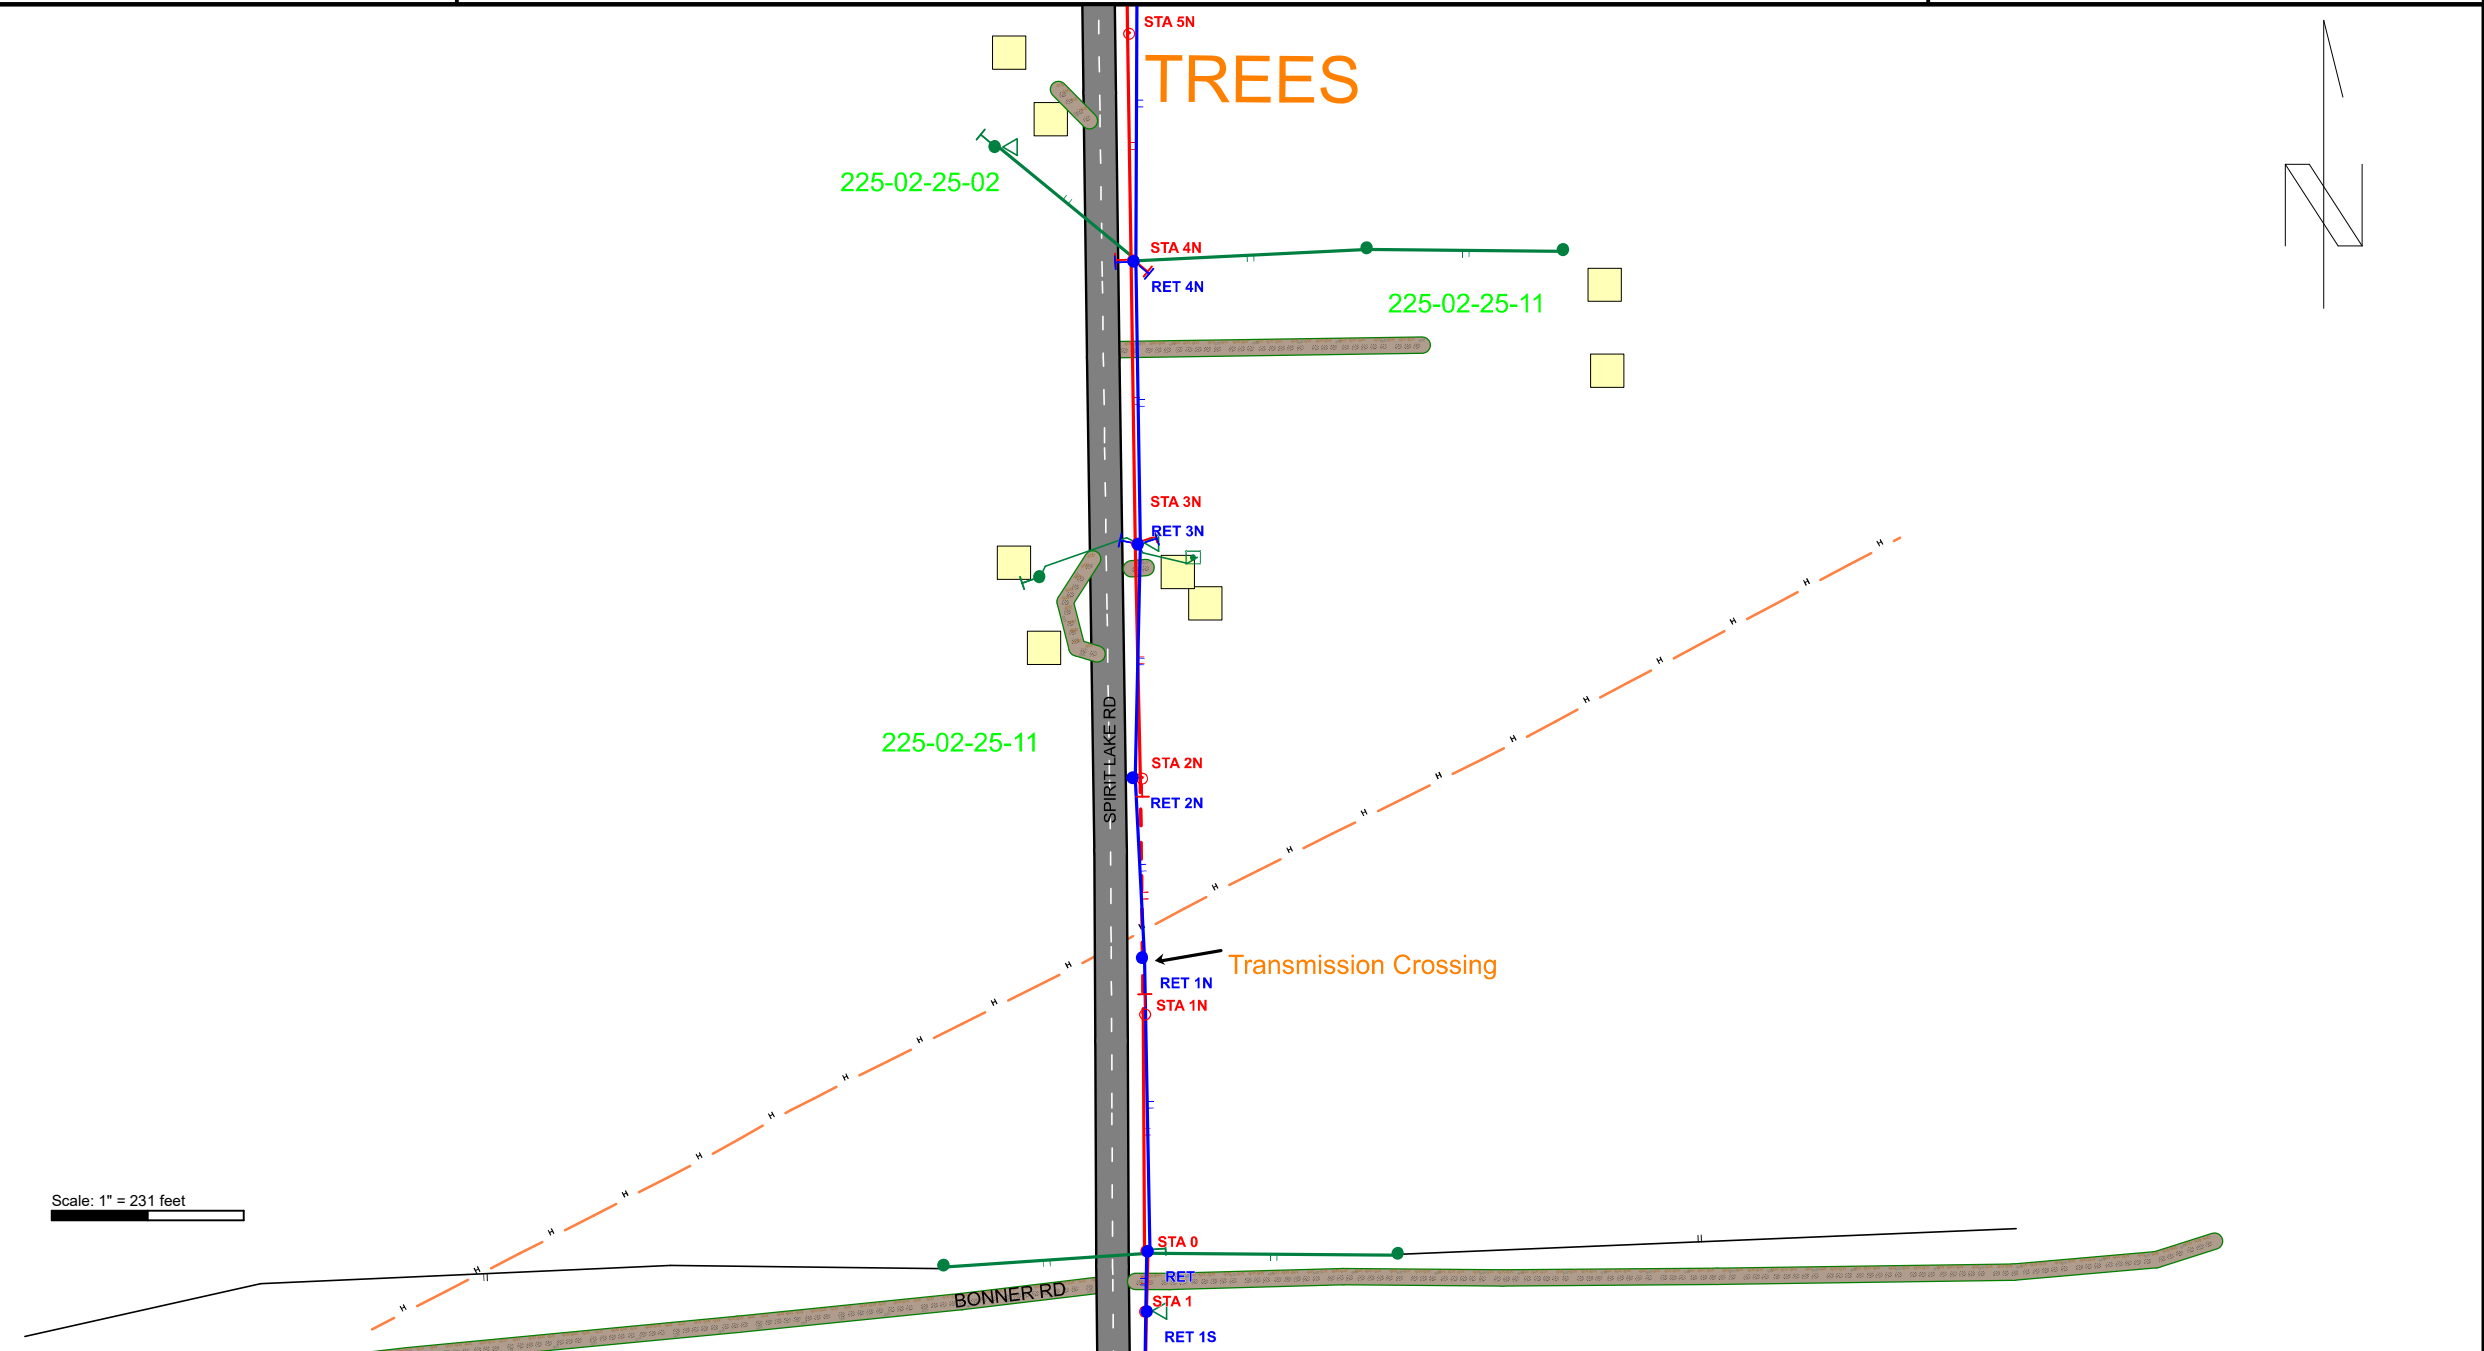 STA 5N
TREES
225-02-25-02
STA 4N
RET 4N
225-02-25-11
STA 3N
RET 3N
SPIRIT LAKE RD
225-02-25-11
STA 2N
RET 2N
Transmission Crossing
RET 1N
STA 1N
Scale: 1" = 231 feet
STA 0
RET
BONNER RD
STA 1
RET 1S